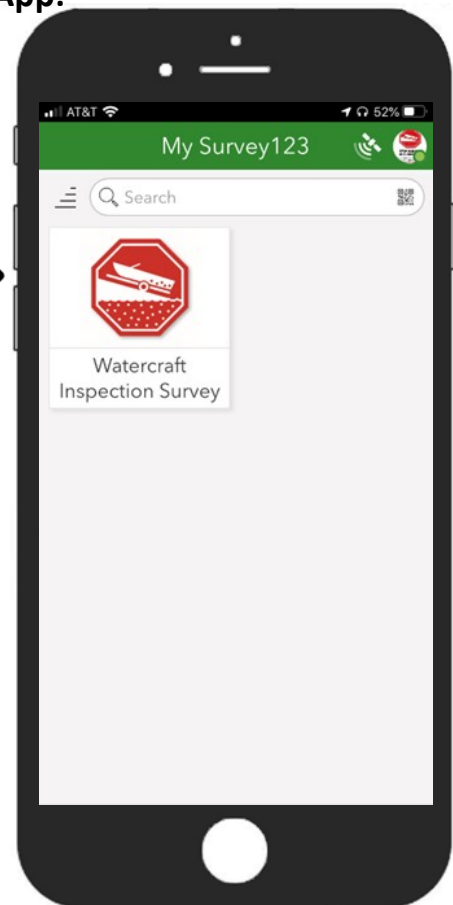 App.
AT&T 52%
My Survey123
Search
Watercraft
Inspection Survey